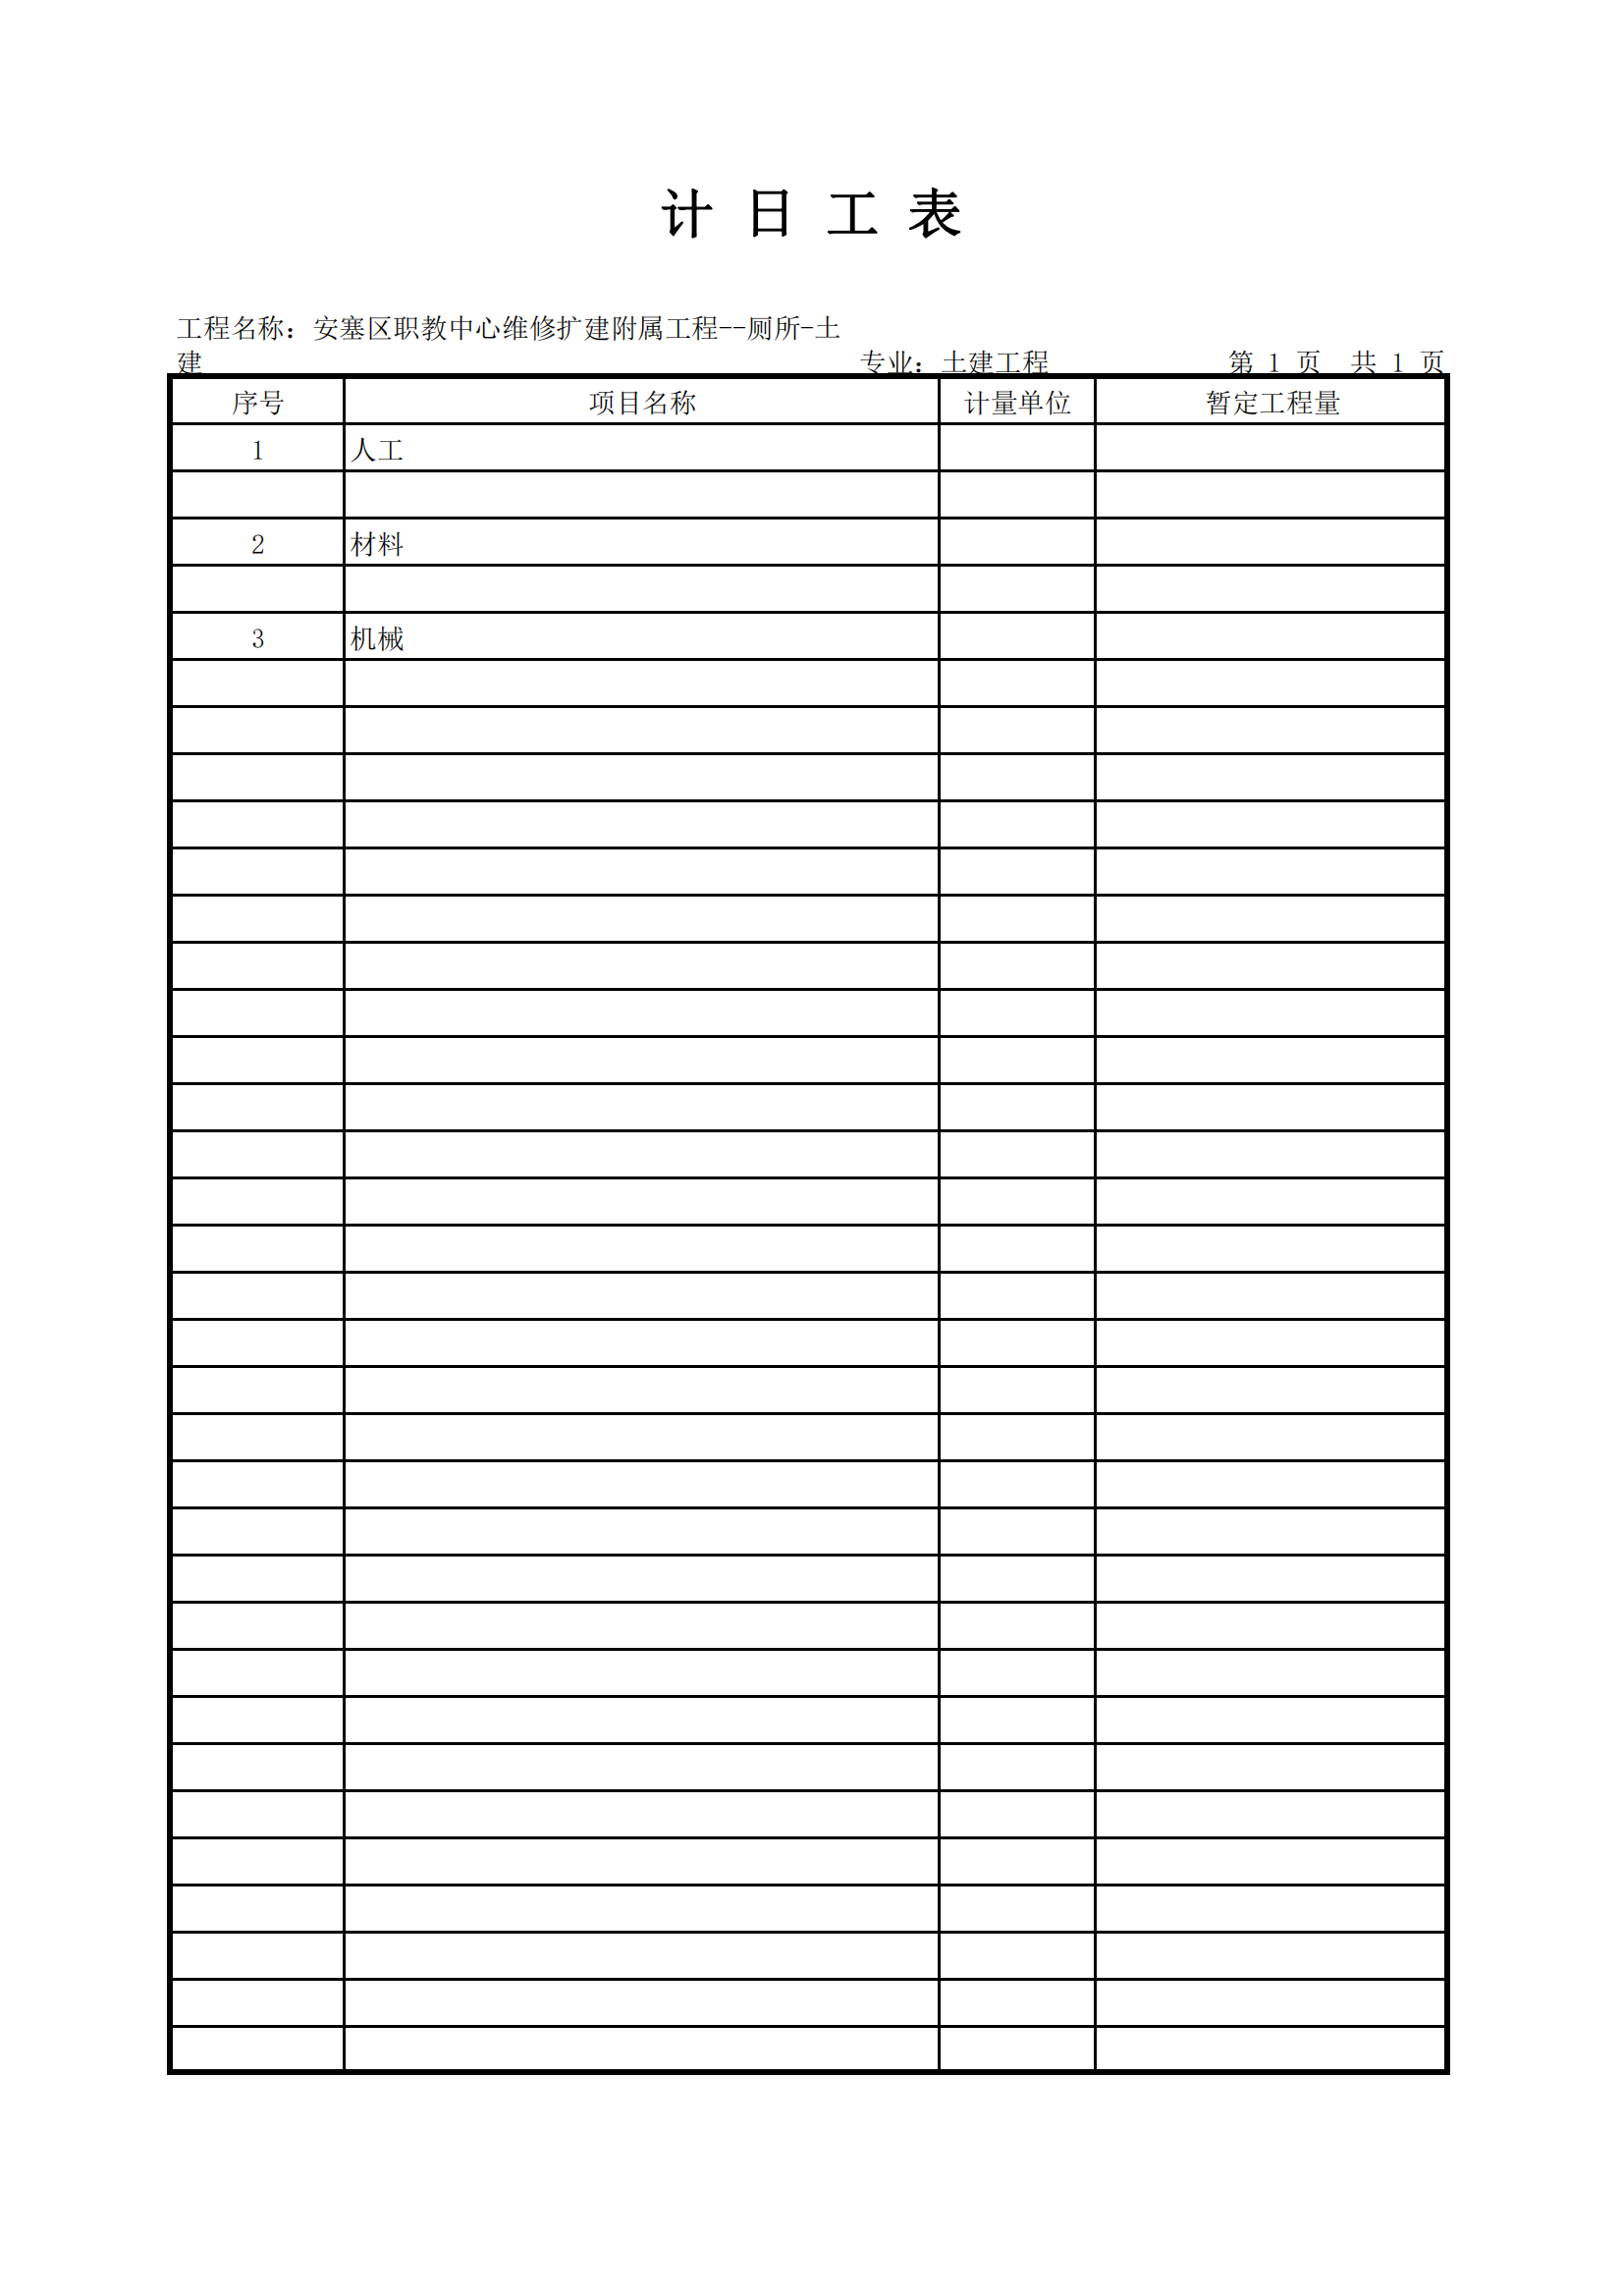 计 日 工 表
工程名称：安塞区职教中心维修扩建附属工程--厕所-土
建 专业：土建工程 第 1 页 共 1 页
序号 项目名称 计量单位 暂定工程量
1 人工
2 材料
3 机械